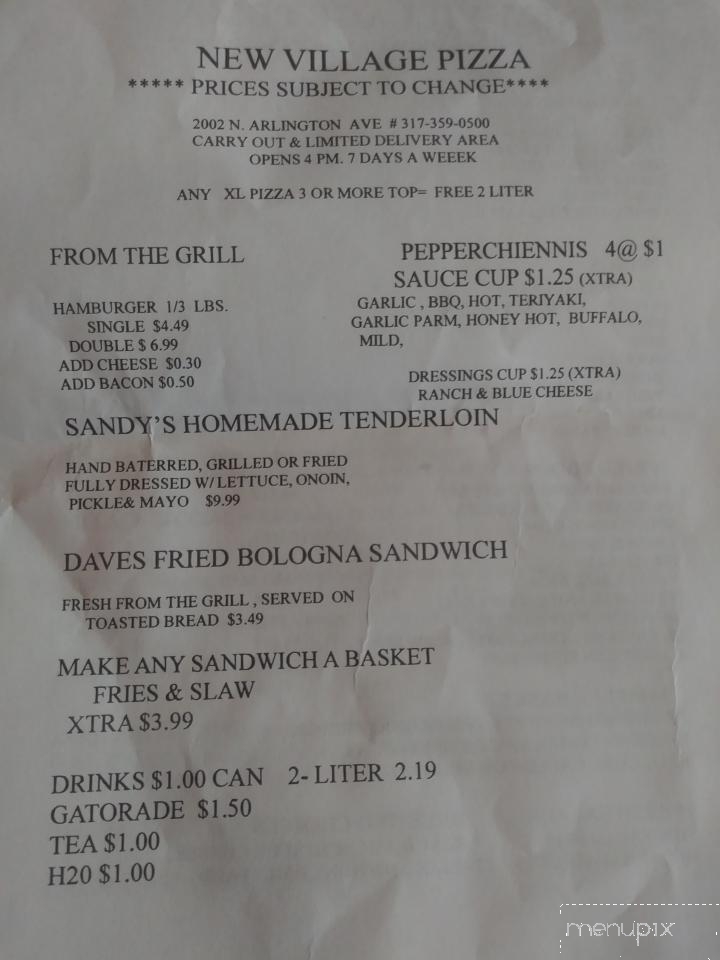 NEW VILLAGE PIZZA
***** PRICES SUBJECT TO CHANGE****
2002 N. ARLINGTON AVE # 317-359-0500
CARRY OUT & LIMITED DELIVERY AREA
OPENS 4 PM. 7 DAYS A WEEEK
ANY XL PIZZA 3 OR MORE TOP= FREE 2 LITER
FROM THE GRILL
HAMBURGER 1/3 LBS.
SINGLE $4.49
DOUBLE $ 6.99
ADD CHEESE $0.30
ADD BACON $0.50
PEPPERCHIENNIS 4@ $1
SAUCE CUP $1.25 (XTRA)
GARLIC , BBQ, HOT, TERIYAKI,
GARLIC PARM, HONEY HOT, BUFFALO,
MILD,
DRESSINGS CUP $1.25 (XTRA)
RANCH & BLUE CHEESE
SANDY'S HOMEMADE TENDERLOIN
HAND BATERRED, GRILLED OR FRIED
FULLY DRESSED W/ LETTUCE, ONOIN,
PICKLE& MAYO $9.99
DAVES FRIED BOLOGNA SANDWICH
FRESH FROM THE GRILL , SERVED ON
TOASTED BREAD $3.49
MAKE ANY SANDWICH A BASKET
FRIES & SLAW
XTRA $3.99
DRINKS $1.00 CAN 2- LITER 2.19
GATORADE $1.50
TEA $1.00
H20 $1.00
menupix